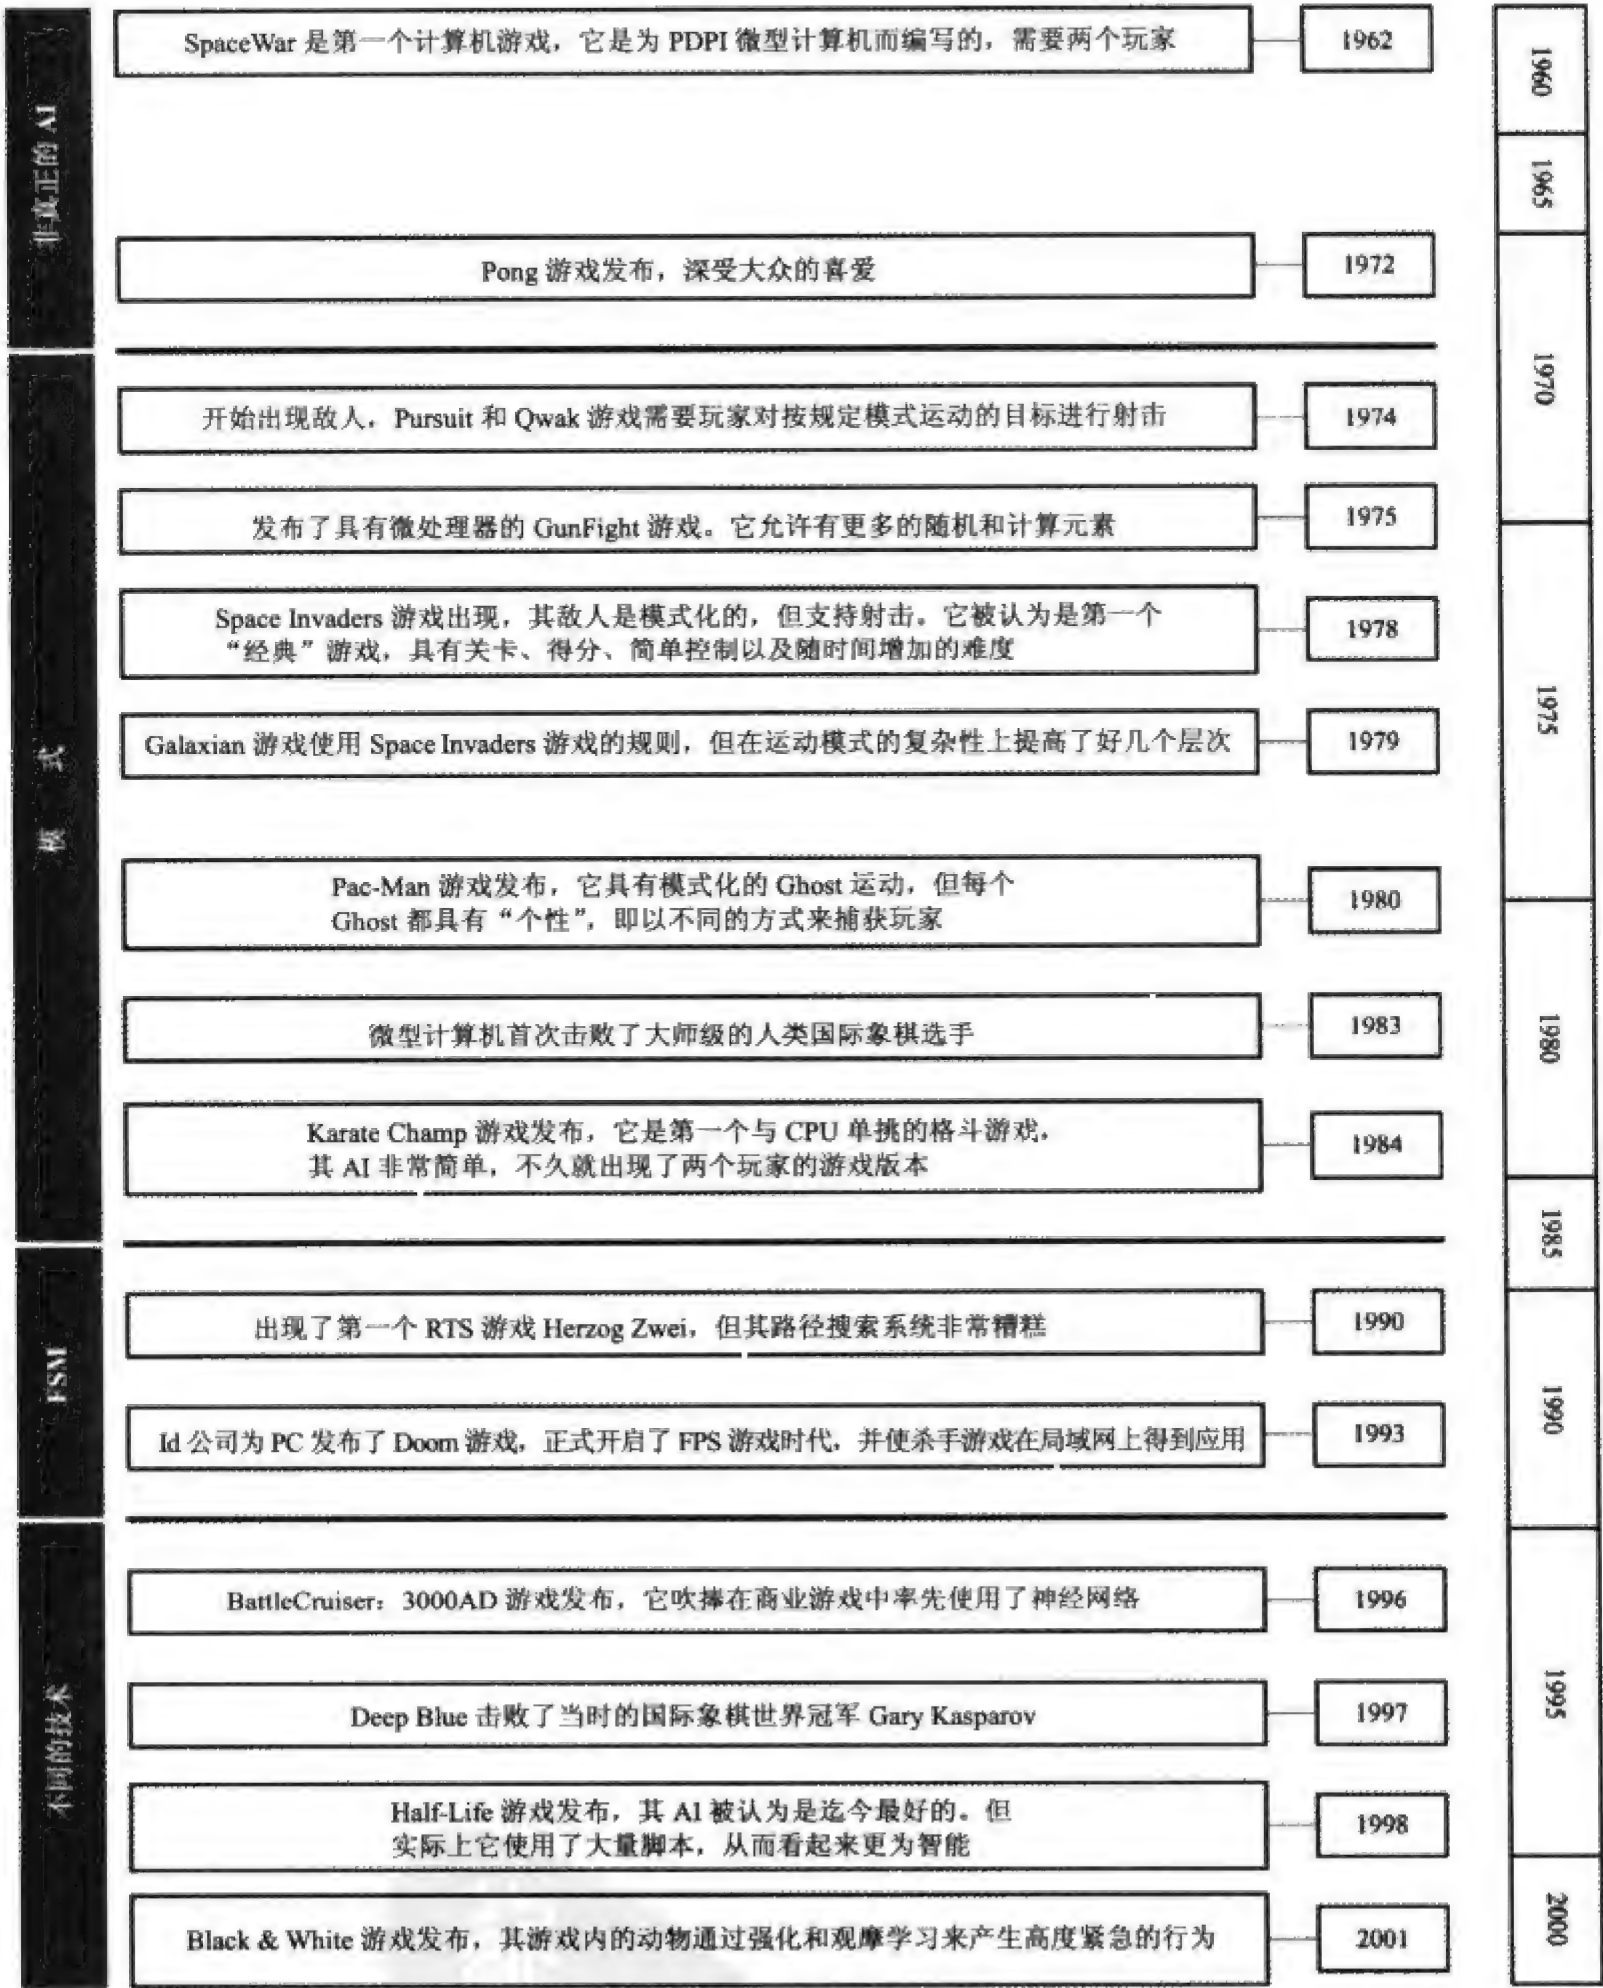 非真正的 AI
SpaceWar 是第一个计算机游戏，它是为 PDPI 微型计算机而编写的，需要两个玩家
1962
Pong 游戏发布，深受大众的喜爱
1972
模 式
开始出现敌人，Pursuit 和 Qwak 游戏需要玩家对按规定模式运动的目标进行射击
1974
发布了具有微处理器的 GunFight 游戏。它允许有更多的随机和计算元素
1975
Space Invaders 游戏出现，其敌人是模式化的，但支持射击。它被认为是第一个
“经典”游戏，具有关卡、得分、简单控制以及随时间增加的难度
1978
Galaxian 游戏使用 Space Invaders 游戏的规则，但在运动模式的复杂性上提高了好几个层次
1979
Pac-Man 游戏发布，它具有模式化的 Ghost 运动，但每个
Ghost 都具有“个性”，即以不同的方式来捕获玩家
1980
微型计算机首次击败了大师级的人类国际象棋选手
1983
Karate Champ 游戏发布，它是第一个与 CPU 单挑的格斗游戏，
其 AI 非常简单，不久就出现了两个玩家的游戏版本
1984
FSM
出现了第一个 RTS 游戏 Herzog Zwei，但其路径搜索系统非常糟糕
1990
Id 公司为 PC 发布了 Doom 游戏，正式开启了 FPS 游戏时代，并使杀手游戏在局域网上得到应用
1993
不同的技术
BattleCruiser：3000AD 游戏发布，它吹捧在商业游戏中率先使用了神经网络
1996
Deep Blue 击败了当时的国际象棋世界冠军 Gary Kasparov
1997
Half-Life 游戏发布，其 AI 被认为是迄今最好的。但
实际上它使用了大量脚本，从而看起来更为智能
1998
Black & White 游戏发布，其游戏内的动物通过强化和观摩学习来产生高度紧急的行为
2001
1960
1965
1970
1975
1980
1985
1990
1995
2000